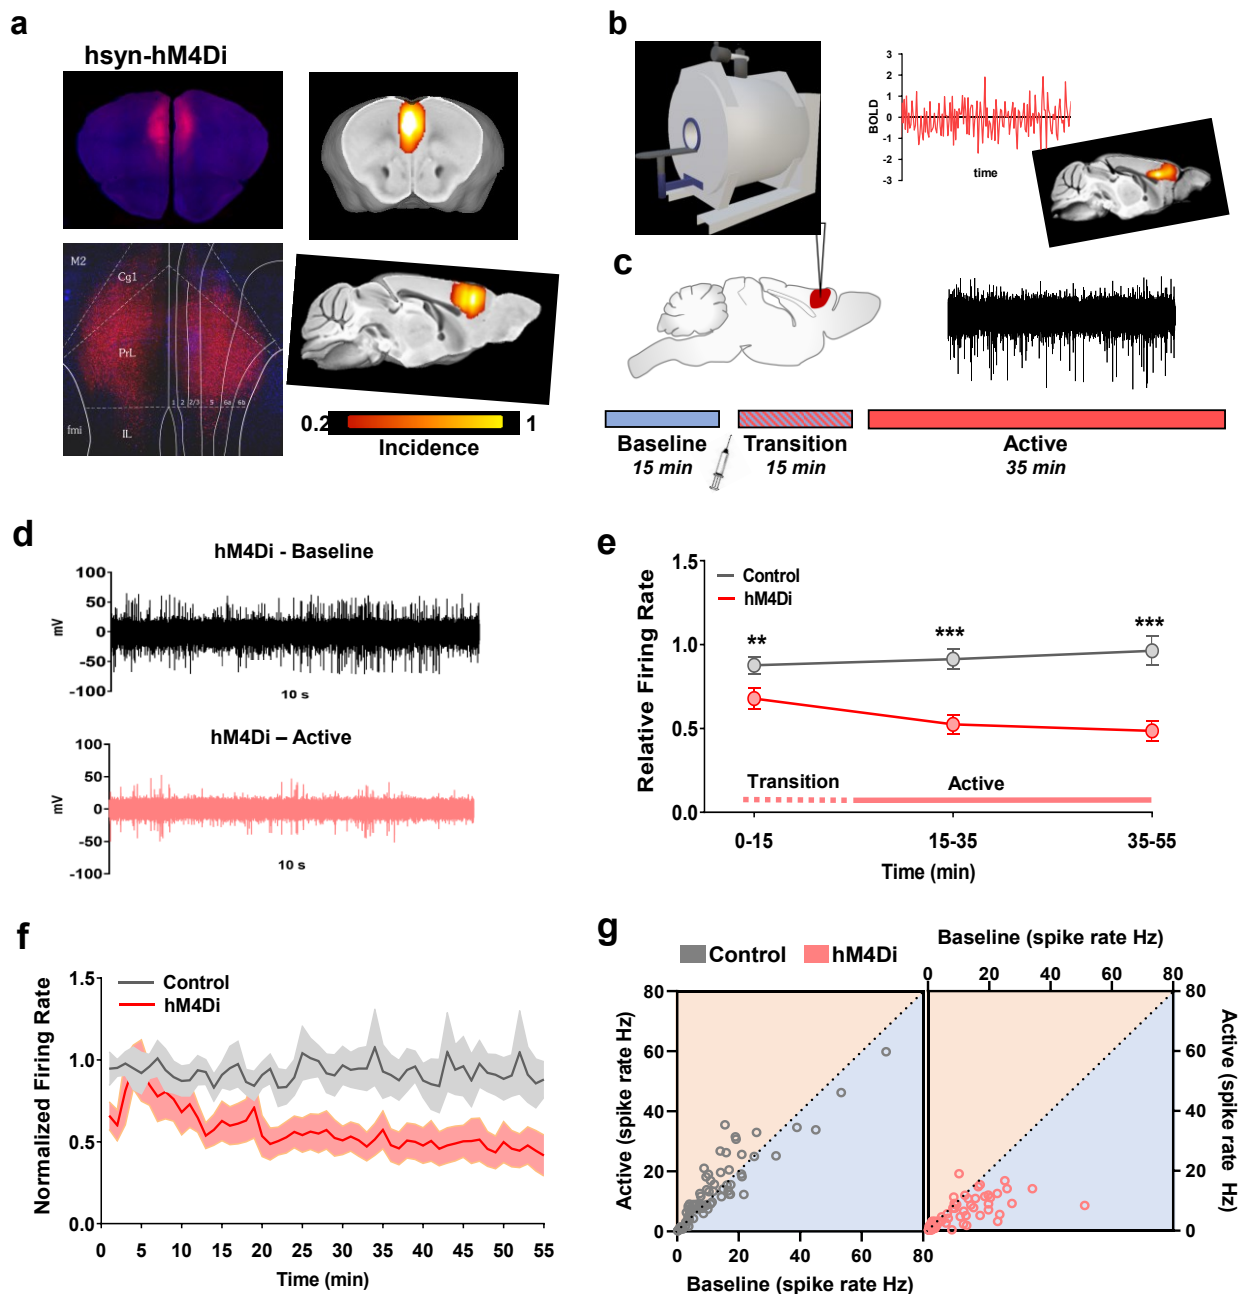 a
hsyn-hM4Di
M2
Cg1
PrL
1 2 2/3 5 6a 6b
fmi
IL
0.2
1
Incidence
b
3
2
1
0
-1
-2
-3
BOLD
time
c
Baseline
15 min
Transition
15 min
Active
35 min
d
hM4Di - Baseline
100
50
0
-50
-100
mV
10 s
hM4Di – Active
100
50
0
-50
-100
mV
10 s
e
1.5
1.0
0.5
0.0
Relative Firing Rate
Control
hM4Di
**
***
***
Transition
Active
0-15
15-35
35-55
Time (min)
f
1.5
1.0
0.5
0.0
Normalized Firing Rate
Control
hM4Di
0 5 10 15 20 25 30 35 40 45 50 55
Time (min)
g
Control
hM4Di
Baseline (spike rate Hz)
0 20 40 60 80
80
60
40
20
0
Active (spike rate Hz)
0 20 40 60 80
Baseline (spike rate Hz)
80
60
40
20
0
Active (spike rate Hz)